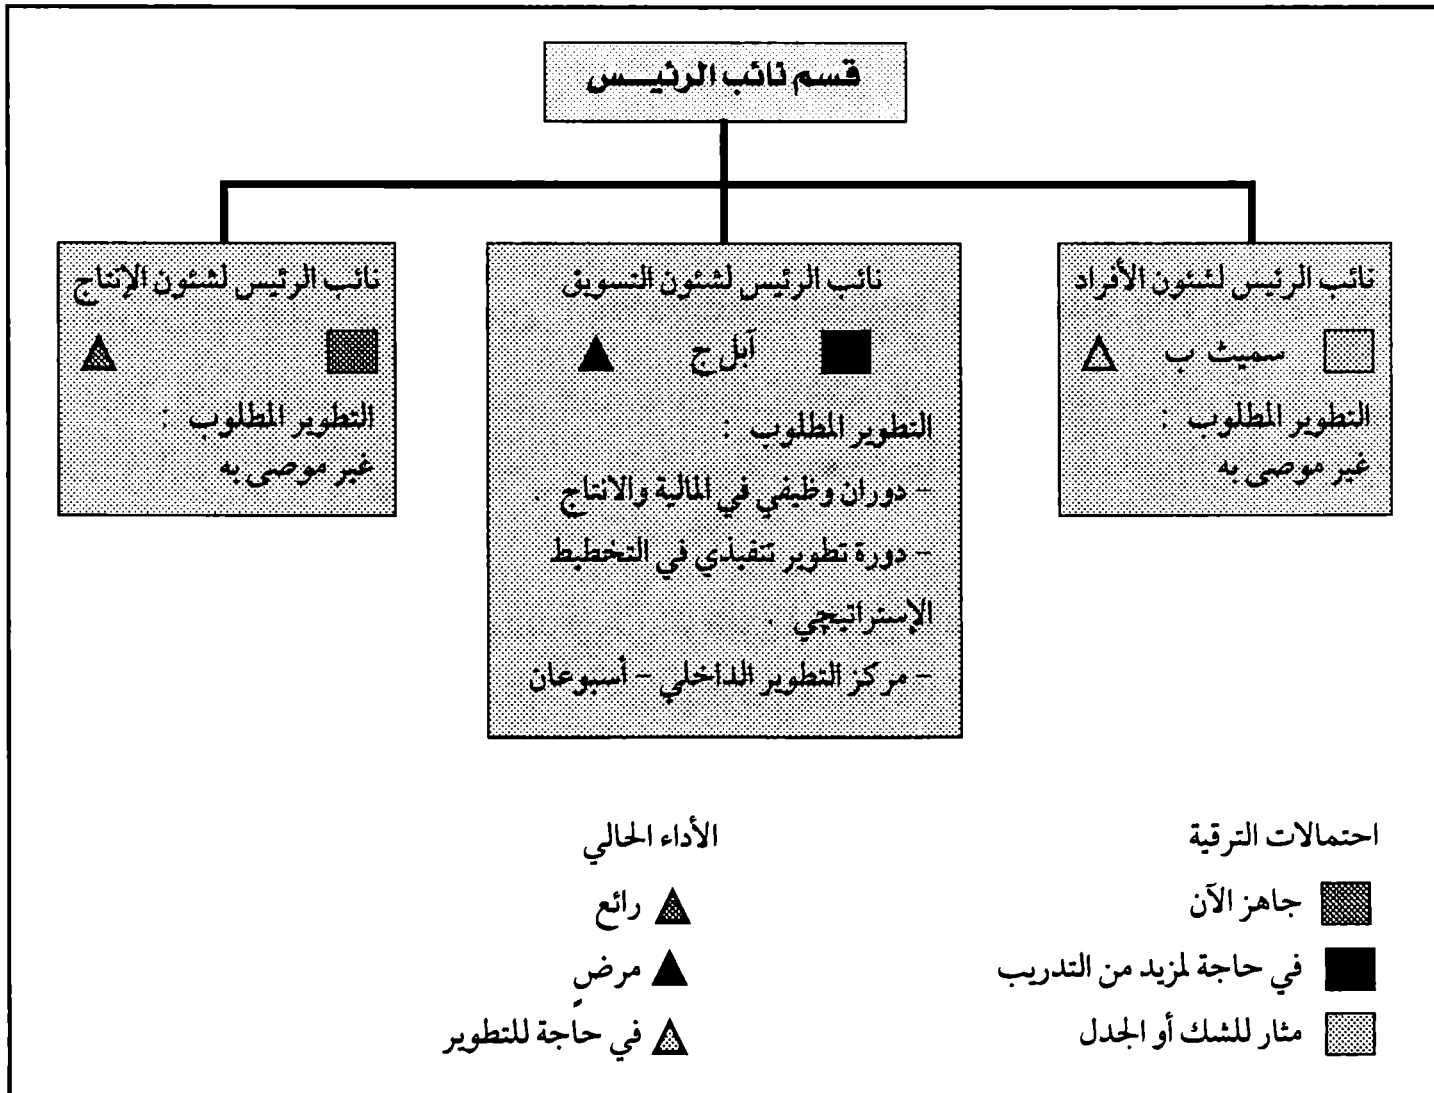 قسم نائب الرئيس
نائب الرئيس لشئون الأفراد
سميث ب
التطوير المطلوب :
غير موصى به
نائب الرئيس لشئون التسويق
آبل ج
التطوير المطلوب :
- دوران وظيفي في المالية والانتاج .
- دورة تطوير تنفيذي في التخطيط
الإستراتيجي .
- مركز التطوير الداخلي - أسبوعان
نائب الرئيس لشئون الإنتاج
التطوير المطلوب :
غير موصى به
احتمالات الترقية
جاهز الآن
في حاجة لمزيد من التدريب
مثار للشك أو الجدل
الأداء الحالي
رائع
مرضٍ
في حاجة للتطوير